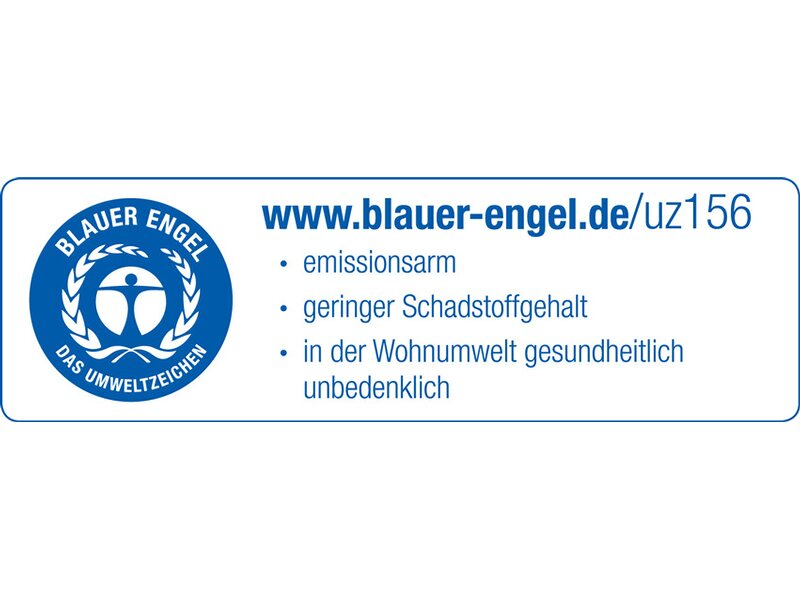 BLAUER ENGEL
DAS UMWELTZEICHEN
www.blauer-engel.de/uz156
• emissionsarm
• geringer Schadstoffgehalt
• in der Wohnumwelt gesundheitlich
unbedenklich